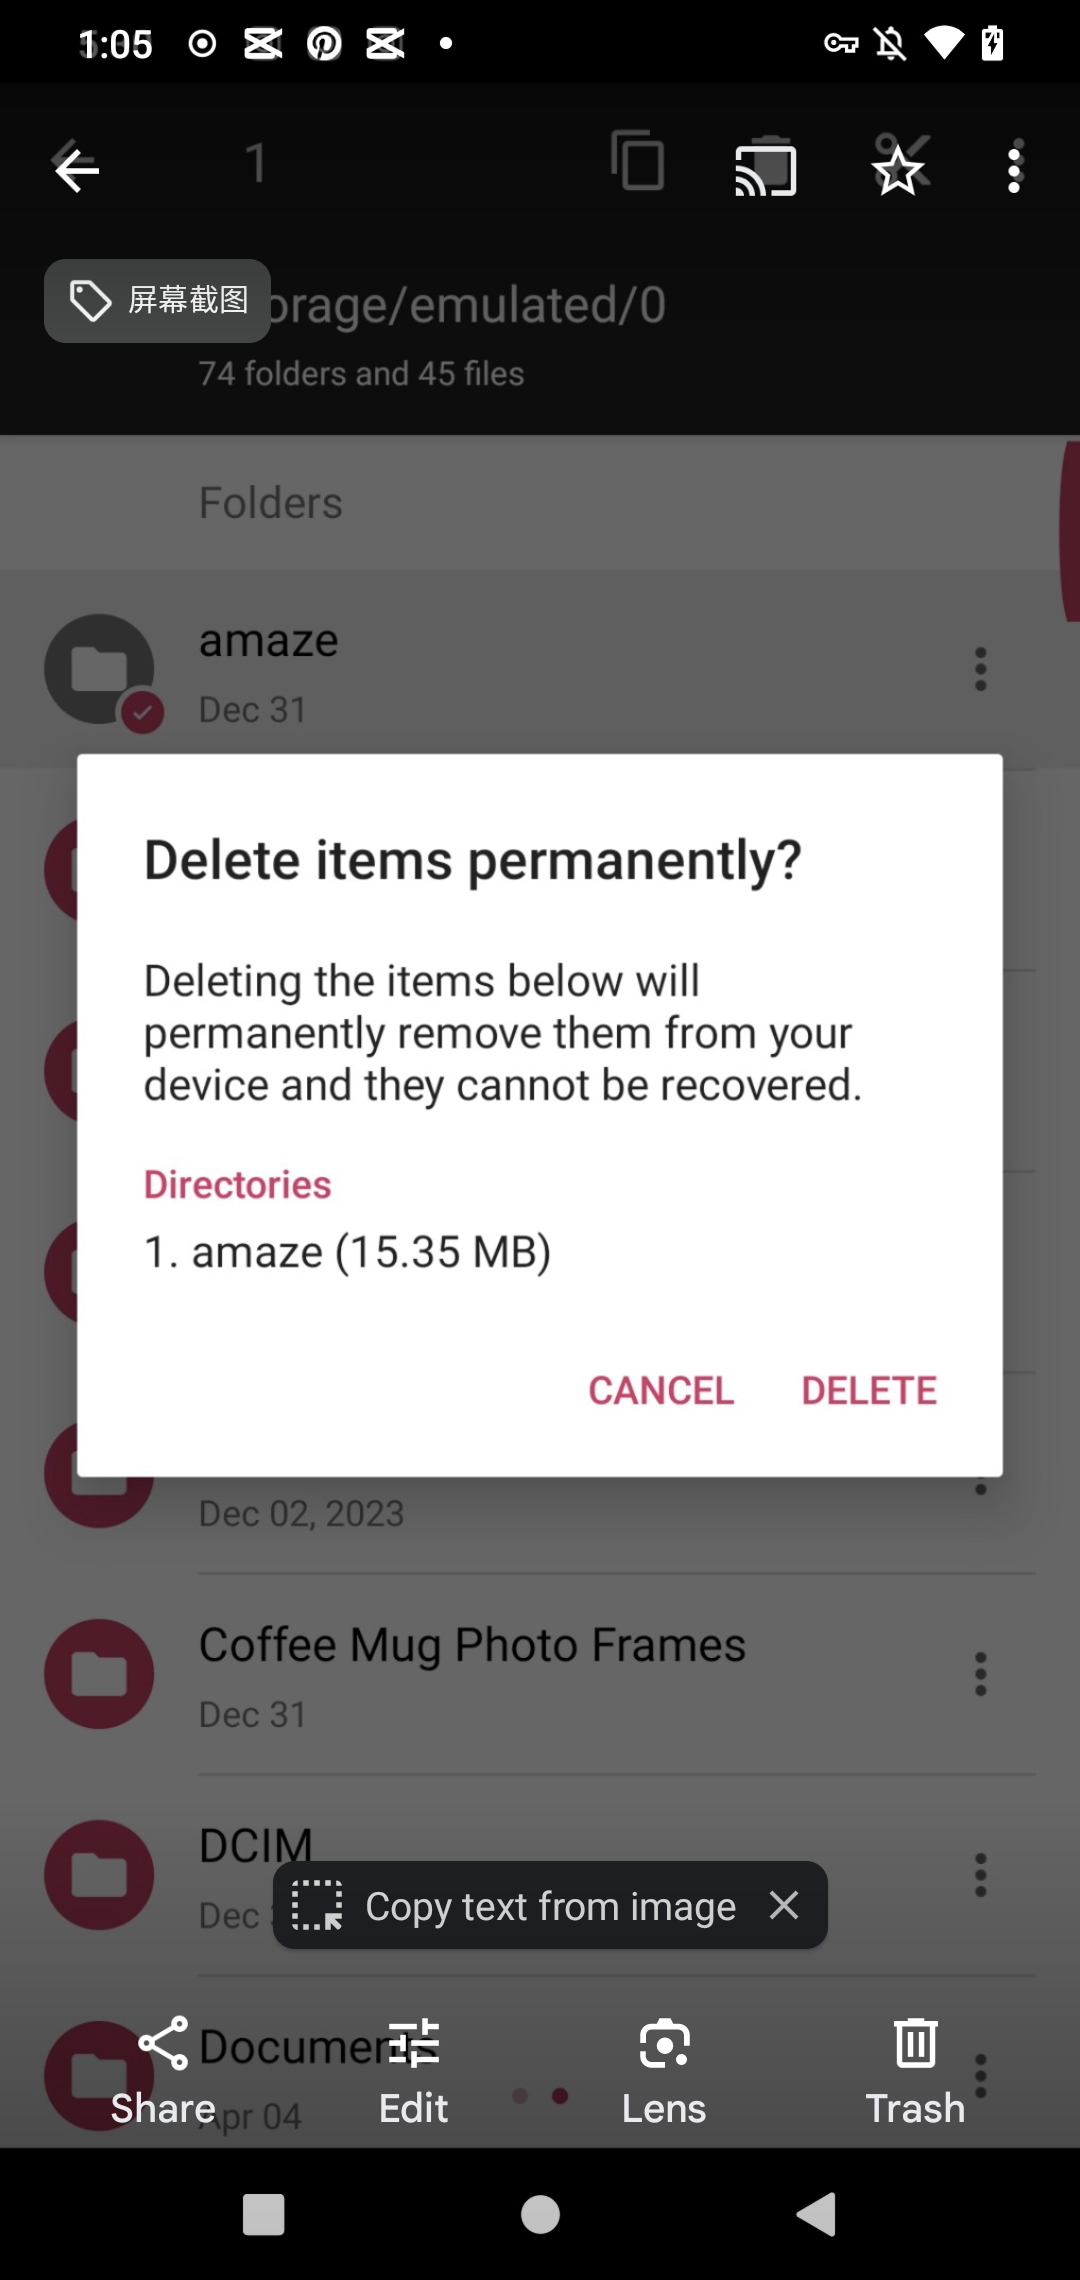 1:05
1
屏幕截图
orage/emulated/0
74 folders and 45 files
Folders
amaze
Dec 31
Delete items permanently?
Deleting the items below will
permanently remove them from your
device and they cannot be recovered.
Directories
1. amaze (15.35 MB)
CANCEL DELETE
Dec 02, 2023
Coffee Mug Photo Frames
Dec 31
DCIM
Dec
Copy text from image
Documents
Apr 04
Share Edit Lens Trash